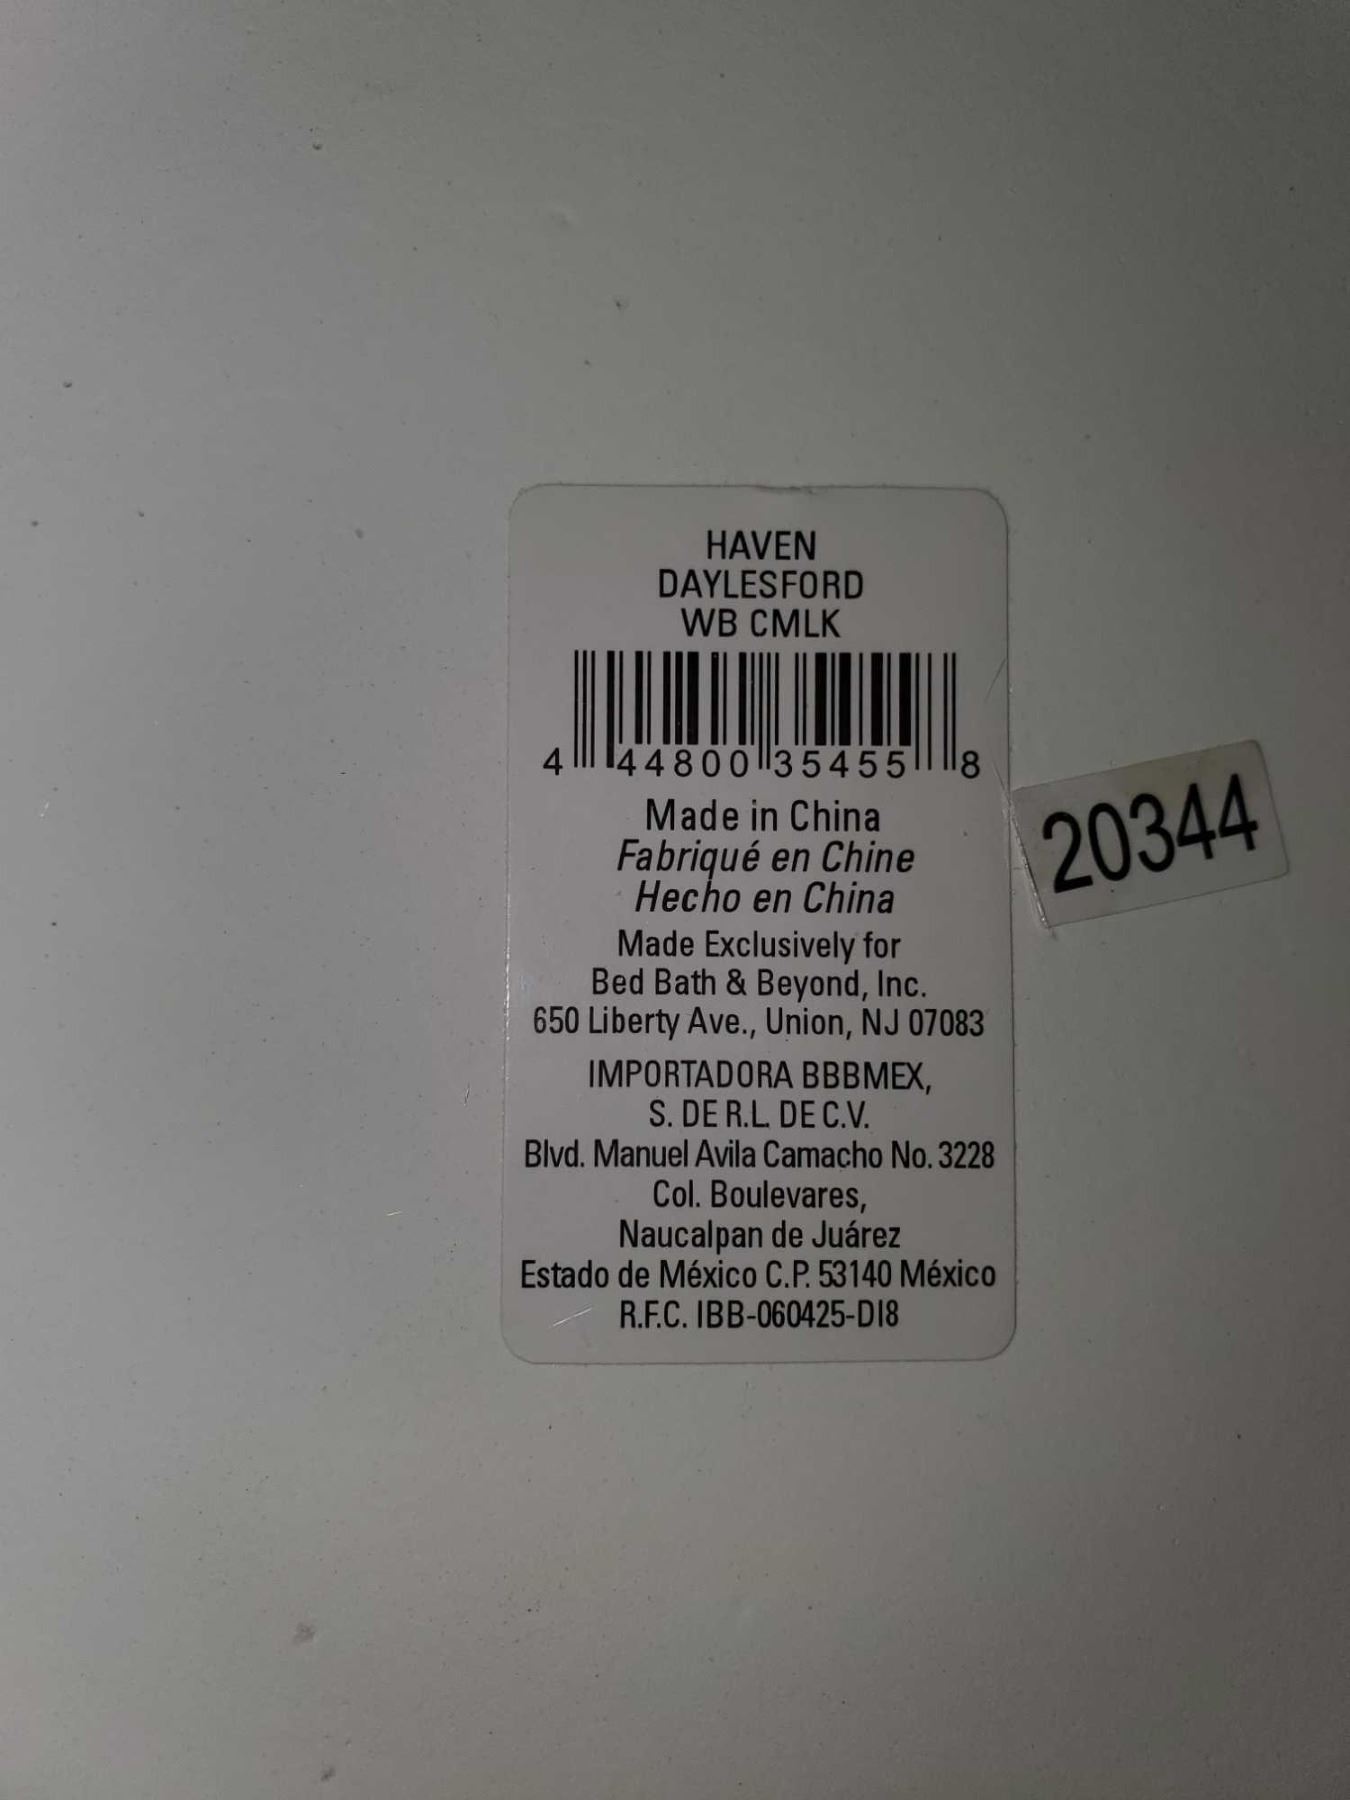 HAVEN
DAYLESFORD
WB CMLK
4 44800 35455 8
Made in China
Fabriqué en Chine
Hecho en China
Made Exclusively for
Bed Bath & Beyond, Inc.
650 Liberty Ave., Union, NJ 07083
IMPORTADORA BBBMEX,
S. DE R.L. DE C.V.
Blvd. Manuel Avila Camacho No. 3228
Col. Boulevares,
Naucalpan de Juárez
Estado de México C.P. 53140 México
R.F.C. IBB-060425-DI8
20344